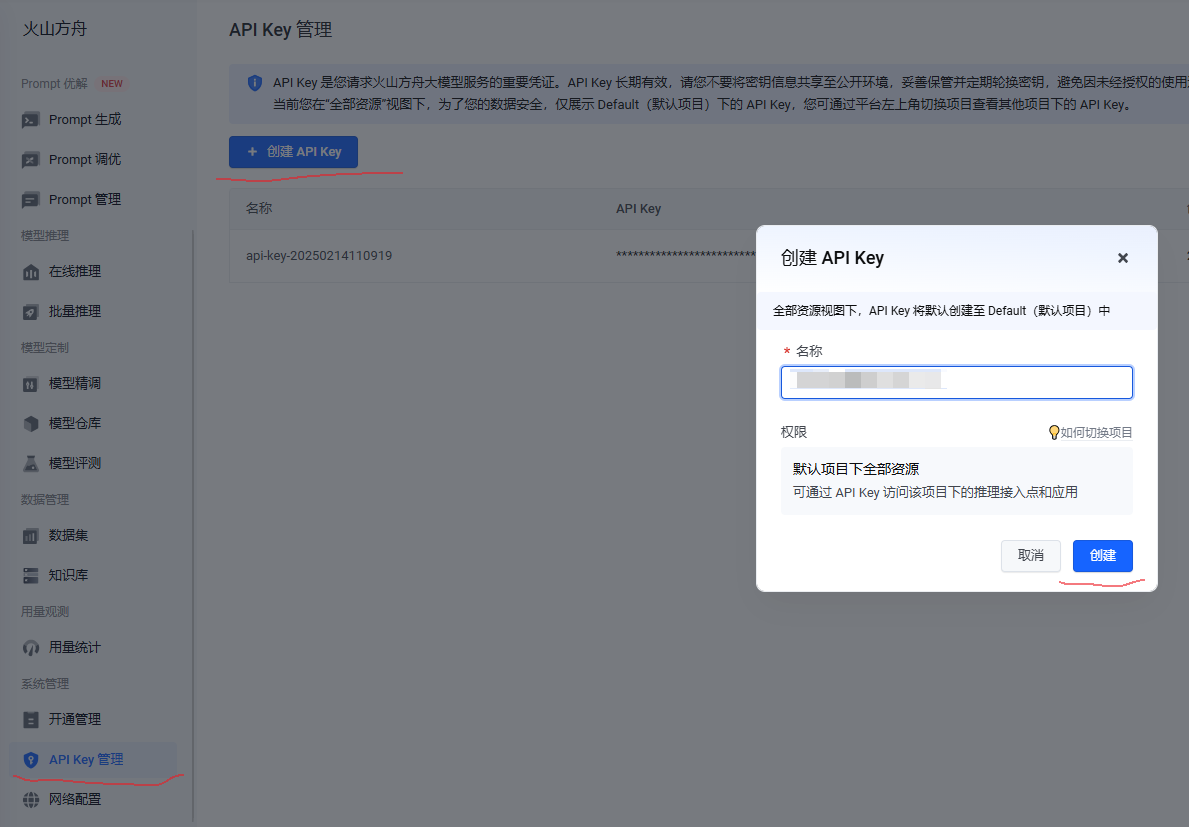 火山方舟
Prompt 优解 NEW
Prompt 生成
Prompt 调优
Prompt 管理
模型推理
在线推理
批量推理
模型定制
模型精调
模型仓库
模型评测
数据管理
数据集
知识库
用量观测
用量统计
系统管理
开通管理
API Key 管理
网络配置
API Key 管理
API Key 是您请求火山方舟大模型服务的重要凭证。API Key 长期有效，请您不要将密钥信息共享至公开环境，妥善保管并定期轮换密钥，避免因未经授权的使用
当前您在“全部资源”视图下，为了您的数据安全，仅展示 Default（默认项目）下的 API Key，您可通过平台左上角切换项目查看其他项目下的 API Key。
+ 创建 API Key
名称 API Key
api-key-20250214110919 *************************
创建 API Key
全部资源视图下，API Key 将默认创建至 Default（默认项目）中
* 名称
权限 如何切换项目
默认项目下全部资源
可通过 API Key 访问该项目下的推理接入点和应用
取消 创建